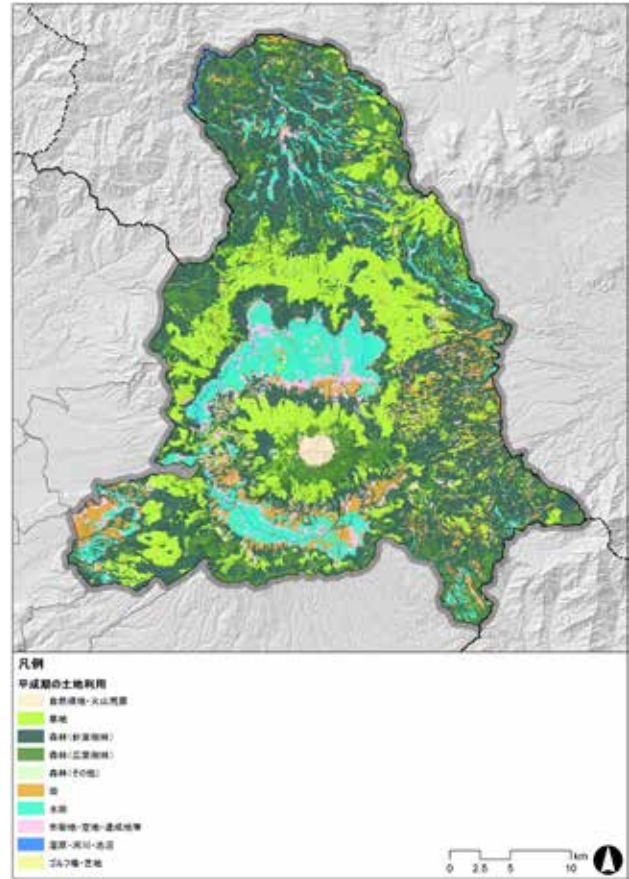 凡例
平成期の土地利用
自然裸地・火山荒原
草地
森林(針葉樹林)
森林(広葉樹林)
森林(その他)
畑
水田
市街地・空地・造成地等
湿原・河川・池沼
ゴルフ場・芝地
km
0 2.5 5 10